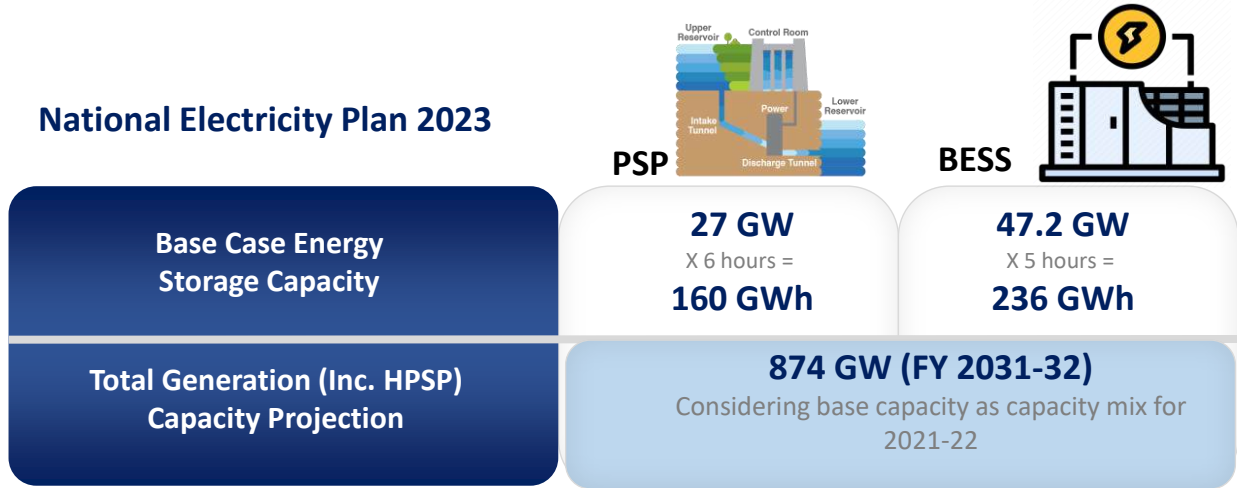 National Electricity Plan 2023
Upper
Reservoir
Control Room
Power
Lower
Reservoir
Intake
Tunnel
Discharge Tunnel
PSP
BESS
Base Case Energy
Storage Capacity
27 GW
X 6 hours =
160 GWh
47.2 GW
X 5 hours =
236 GWh
Total Generation (Inc. HPSP)
Capacity Projection
874 GW (FY 2031-32)
Considering base capacity as capacity mix for
2021-22